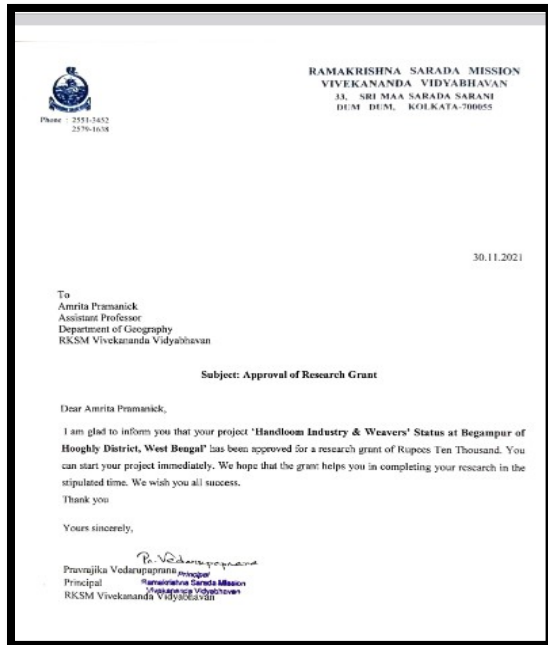 RAMAKRISHNA SARADA MISSION
VIVEKANANDA VIDYABHAVAN
33, SRI MAA SARADA SARANI
DUM DUM, KOLKATA-700055
Phone : 2551-3452
2579-1638
30.11.2021
To
Amrita Pramanick
Assistant Professor
Department of Geography
RKSM Vivekananda Vidyabhavan
Subject: Approval of Research Grant
Dear Amrita Pramanick,
I am glad to inform you that your project 'Handloom Industry & Weavers' Status at Begampur of
Hooghly District, West Bengal' has been approved for a research grant of Rupees Ten Thousand. You
can start your project immediately. We hope that the grant helps you in completing your research in the
stipulated time. We wish you all success.
Thank you
Yours sincerely,
Pr. Vedarupaprana
Pravrajika Vedarupaprana
Principal
Principal
Ramakrishna Sarada Mission
Vivekananda Vidyabhavan
RKSM Vivekananda Vidyabhavan